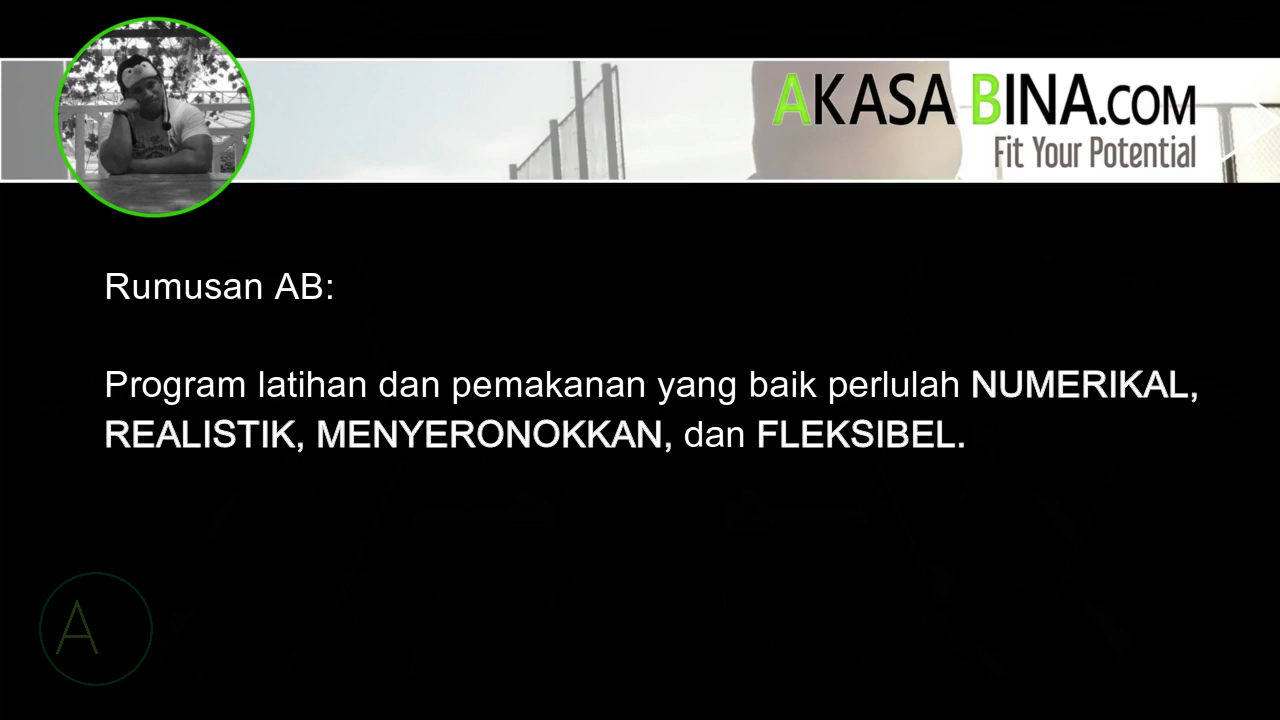 AKASA BINA.COM
Fit Your Potential
Rumusan AB:
Program latihan dan pemakanan yang baik perlulah NUMERIKAL,
REALISTIK, MENYERONOKKAN, dan FLEKSIBEL.
A